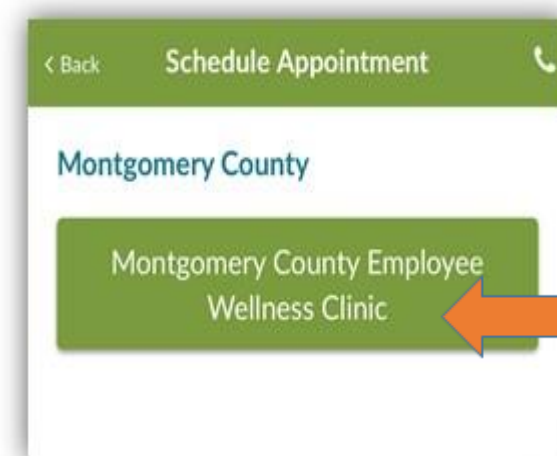 < Back Schedule Appointment
Montgomery County
Montgomery County Employee
Wellness Clinic